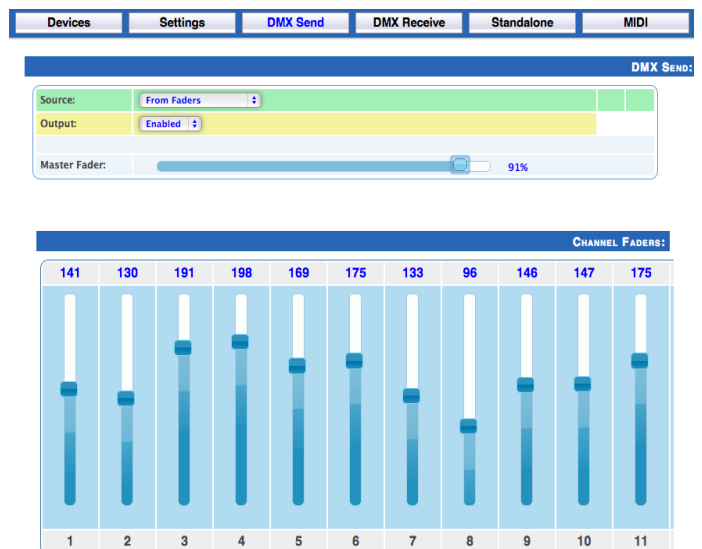 Devices Settings DMX Send DMX Receive Standalone MIDI
DMX Send:
Source: From Faders
Output: Enabled
Master Fader: 91%
Channel Faders:
141 130 191 198 169 175 133 96 146 147 175
1 2 3 4 5 6 7 8 9 10 11